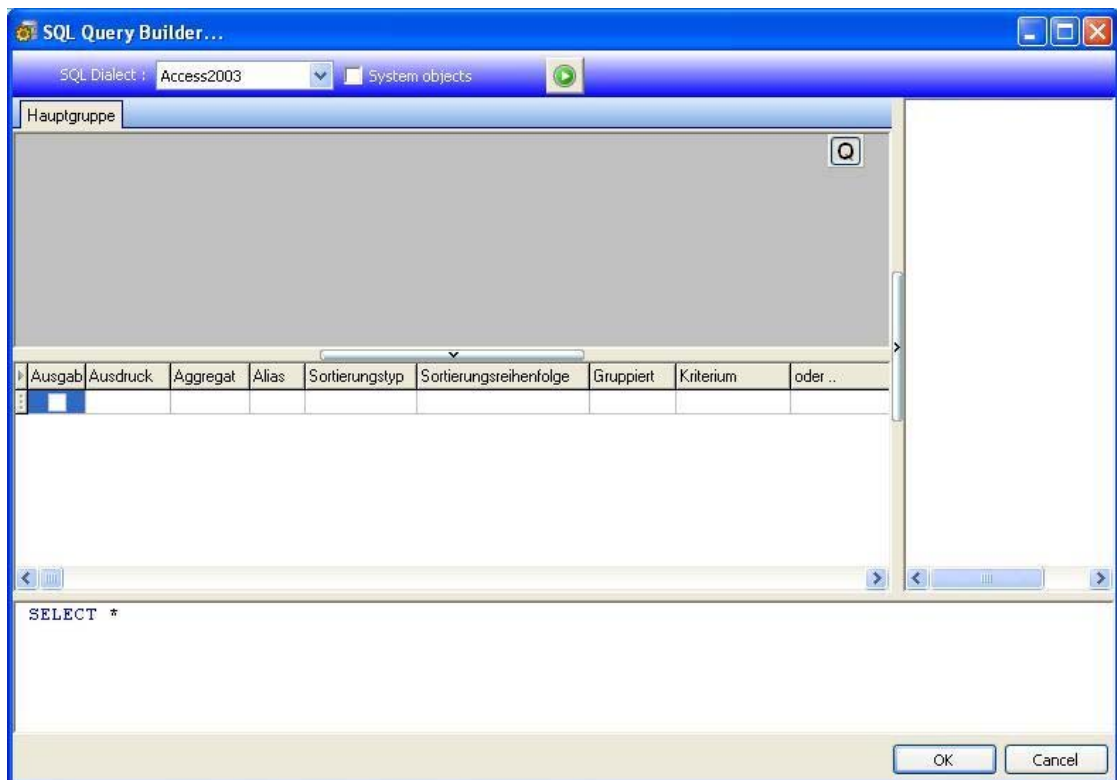 SQL Query Builder...
SQL Dialect : Access2003 System objects
Hauptgruppe
Q
Ausgab Ausdruck Aggregat Alias Sortierungstyp Sortierungsreihenfolge Gruppiert Kriterium oder ..
SELECT *
OK Cancel